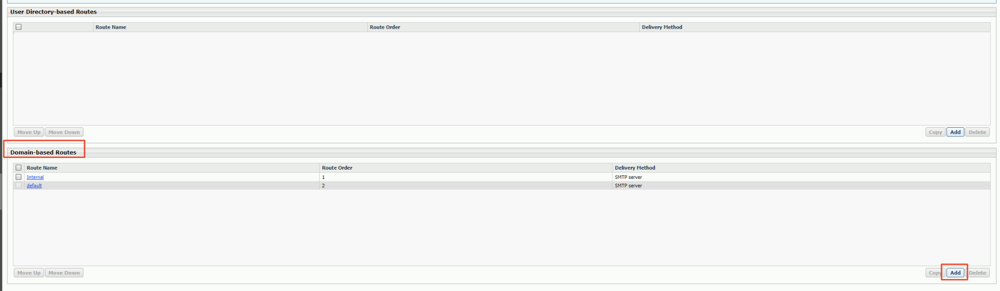 User Directory-based Routes
Route Name Route Order Delivery Method
Move Up Move Down Copy Add Delete
Domain-based Routes
Route Name Route Order Delivery Method
Internal 1 SMTP server
default 2 SMTP server
Move Up Move Down Copy Add Delete